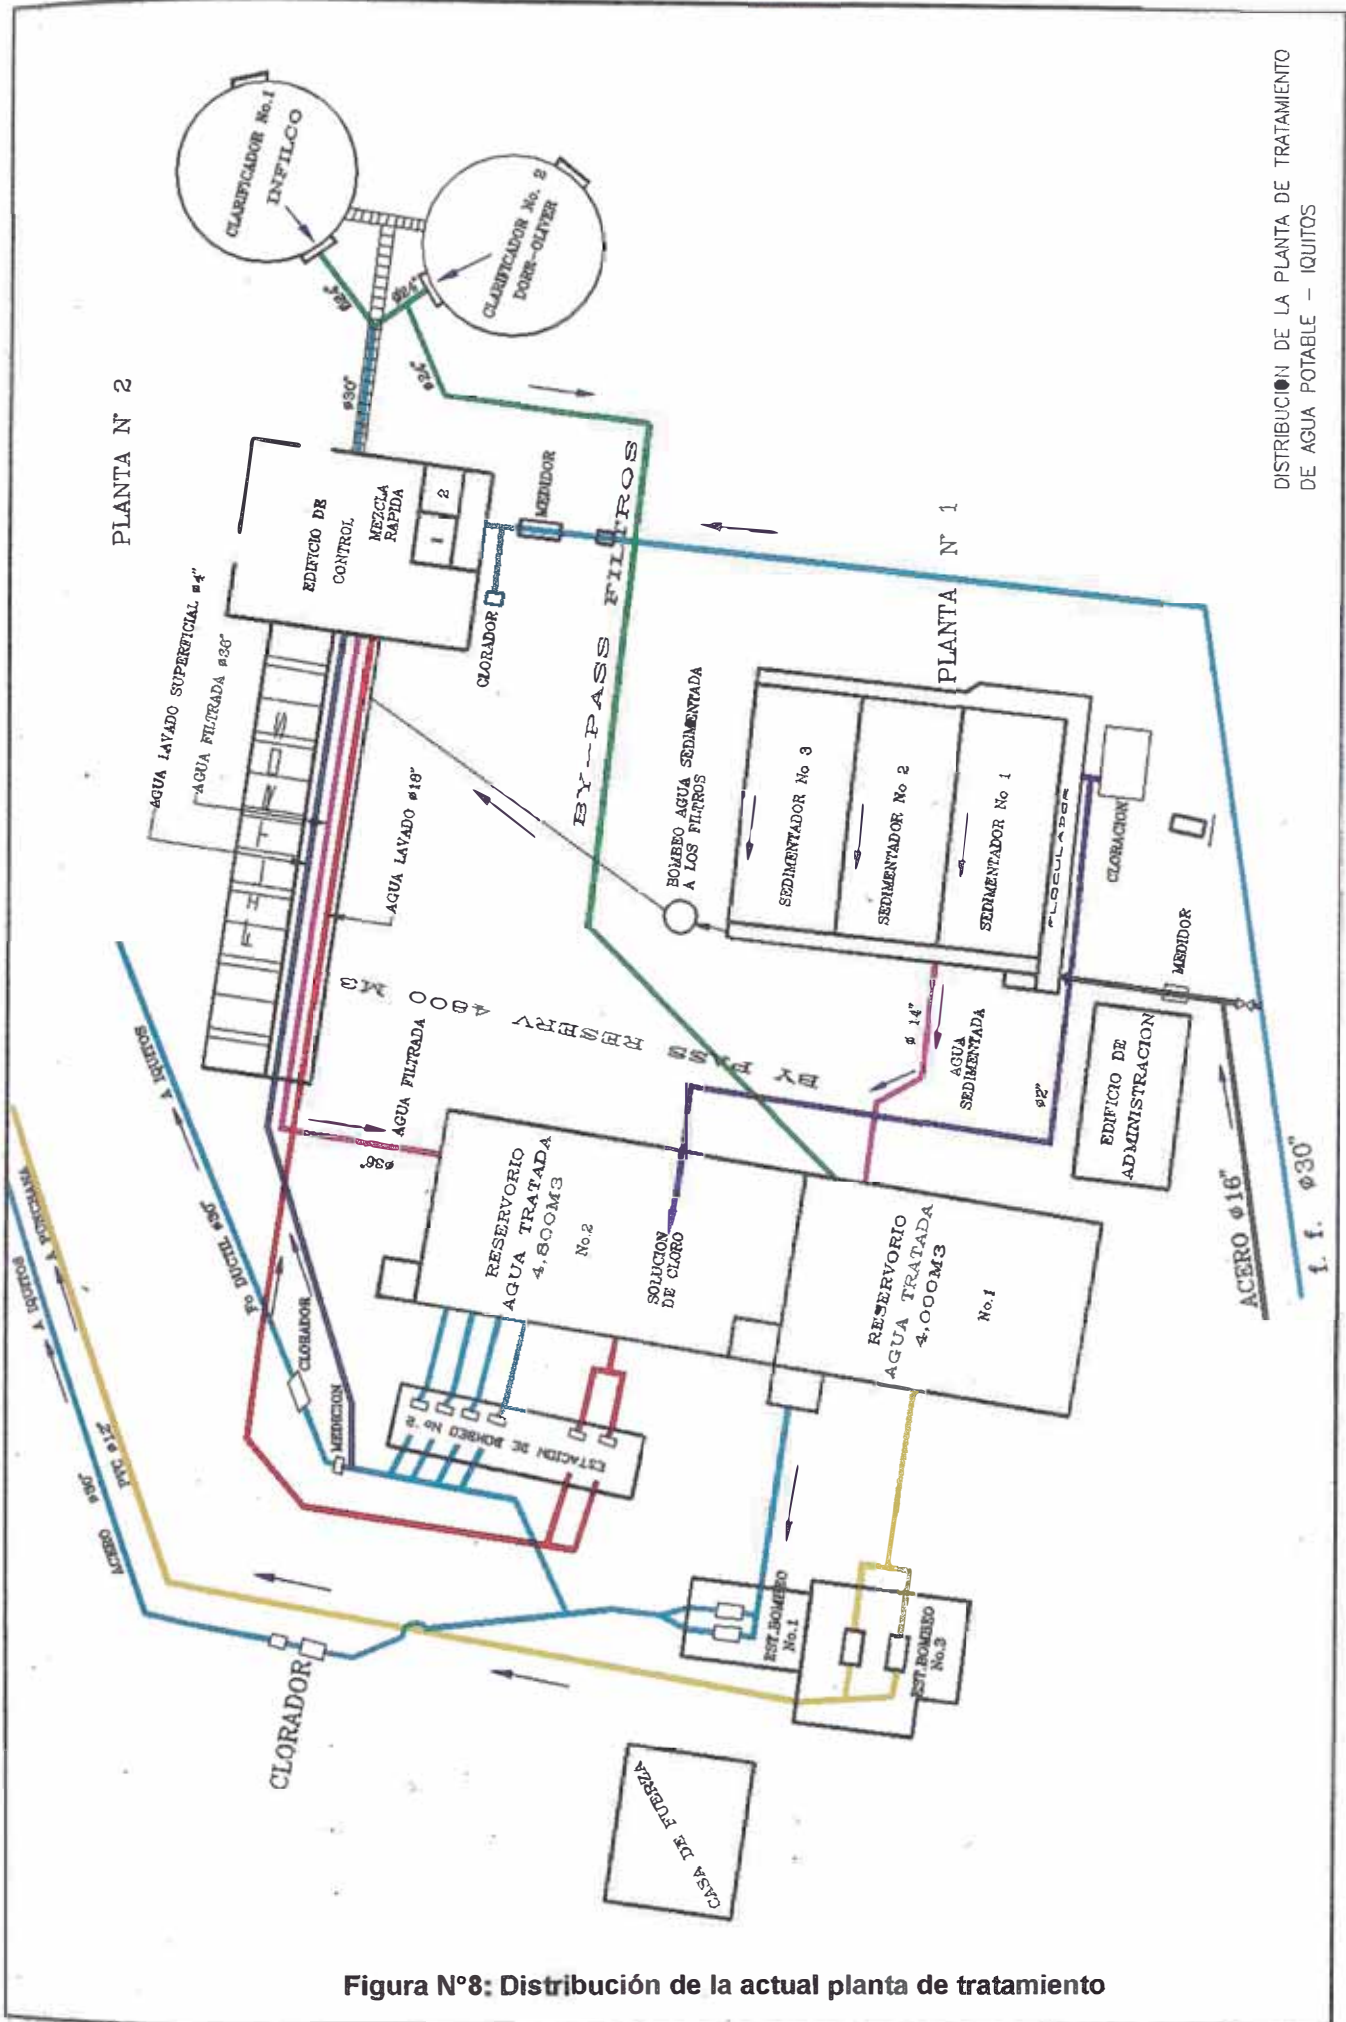 DISTRIBUCION DE LA PLANTA DE TRATAMIENTO
DE AGUA POTABLE - IQUITOS
PLANTA N° 2
CLARIFICADOR No.1
INFILCO
CLARIFICADOR No. 2
DORR-OLIVER
ø24"
ø24"
ø24"
ø30"
EDIFICIO DE
CONTROL
MEZCLA
RAPIDA
1
2
MEDIDOR
CLORADOR
AGUA LAVADO SUPERFICIAL ø4"
AGUA FILTRADA ø36"
FILTROS
AGUA LAVADO ø18"
BY-PASS FILTROS
PLANTA N° 1
BOMBEO AGUA SEDIMENTADA
A LOS FILTROS
SEDIMENTADOR No 3
SEDIMENTADOR No 2
SEDIMENTADOR No 1
FLOCULADOR
CLORACION
MEDIDOR
ø 14"
AGUA
SEDIMENTADA
ø2"
EDIFICIO DE
ADMINISTRACION
ACERO ø16"
f. f. ø30"
BY PASS RESERV 4800 M3
AGUA FILTRADA
ø36"
RESERVORIO
AGUA TRATADA
4,800M3
No.2
SOLUCION
DE CLORO
RESERVORIO
AGUA TRATADA
4,000M3
No.1
A IQUITOS
Fo DUCTIL ø30"
CLORADOR
MEDICION
ESTACION DE BOMBEO No.2
A PUNCHANA
PVC ø12"
A IQUITOS
ACERO ø30"
CLORADOR
EST.BOMBEO
No.1
EST.BOMBEO
No.3
CASA DE FUERZA
Figura N°8: Distribución de la actual planta de tratamiento